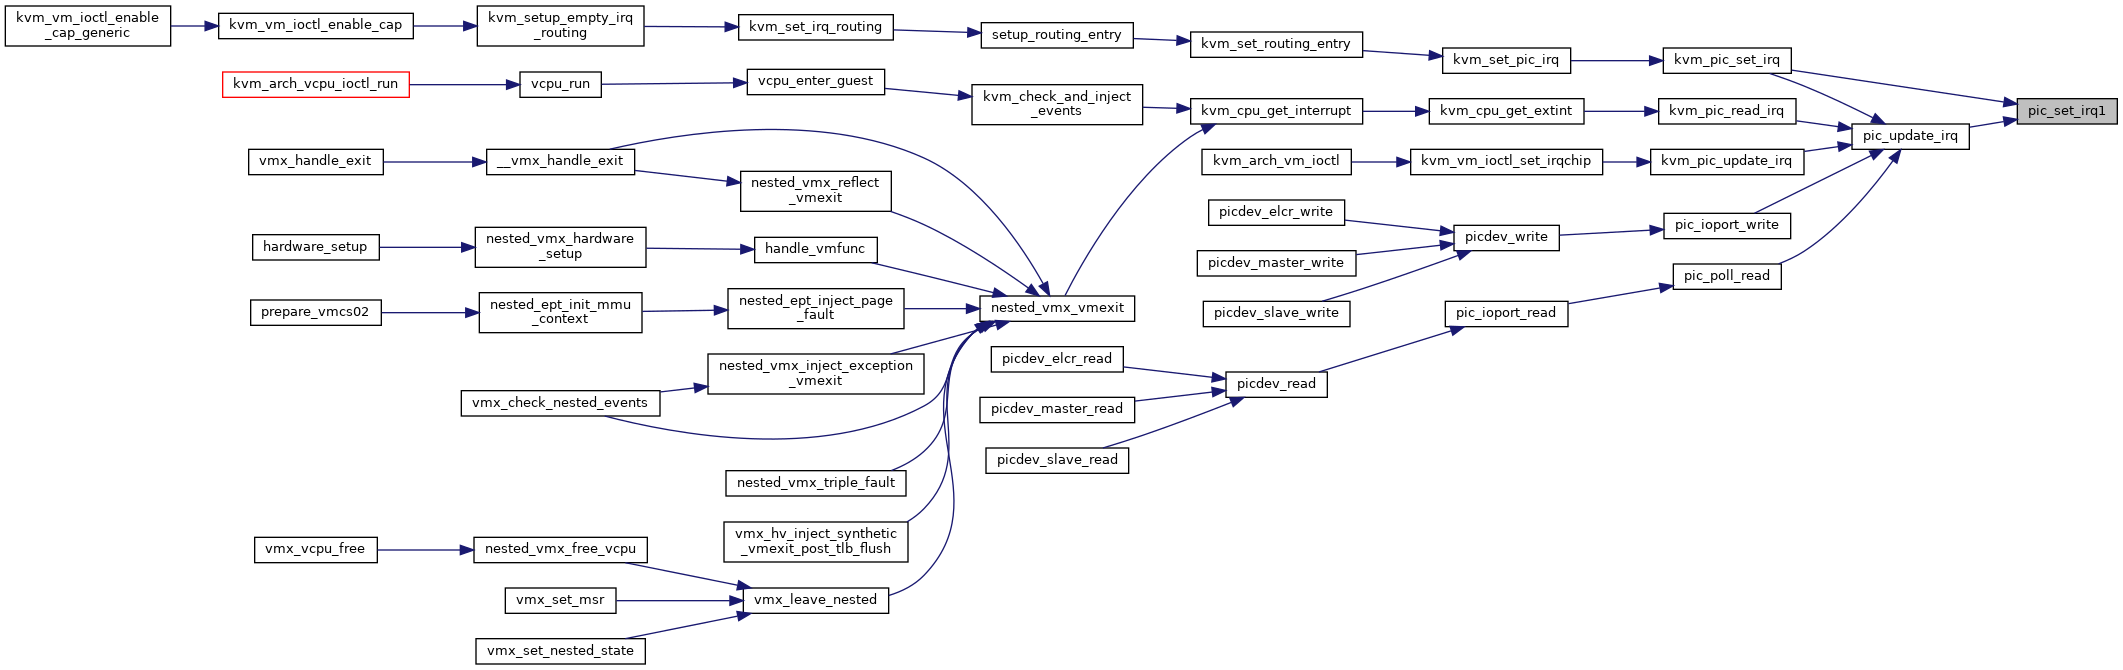 kvm_vm_ioctl_enable
_cap_generic
kvm_vm_ioctl_enable_cap
kvm_setup_empty_irq
_routing
kvm_set_irq_routing
setup_routing_entry
kvm_set_routing_entry
kvm_set_pic_irq
kvm_pic_set_irq
kvm_arch_vcpu_ioctl_run
vcpu_run
vcpu_enter_guest
kvm_check_and_inject
_events
kvm_cpu_get_interrupt
kvm_cpu_get_extint
kvm_pic_read_irq
pic_set_irq1
pic_update_irq
vmx_handle_exit
__vmx_handle_exit
kvm_arch_vm_ioctl
kvm_vm_ioctl_set_irqchip
kvm_pic_update_irq
nested_vmx_reflect
_vmexit
picdev_elcr_write
picdev_write
pic_ioport_write
hardware_setup
nested_vmx_hardware
_setup
handle_vmfunc
picdev_master_write
pic_poll_read
prepare_vmcs02
nested_ept_init_mmu
_context
nested_ept_inject_page
_fault
nested_vmx_vmexit
picdev_slave_write
pic_ioport_read
picdev_elcr_read
nested_vmx_inject_exception
_vmexit
picdev_read
vmx_check_nested_events
picdev_master_read
picdev_slave_read
nested_vmx_triple_fault
vmx_hv_inject_synthetic
_vmexit_post_tlb_flush
vmx_vcpu_free
nested_vmx_free_vcpu
vmx_set_msr
vmx_leave_nested
vmx_set_nested_state